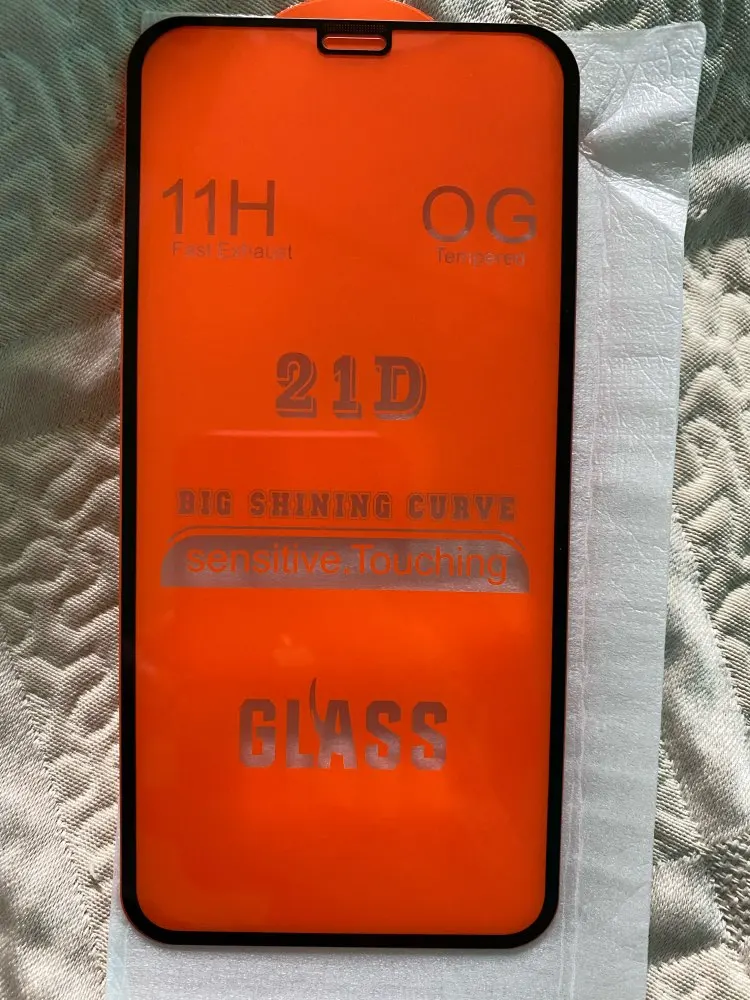 11H OG
Fast Exhaust Tempered
21D
BIG SHINING CURVE
sensitive,Touching
GLASS